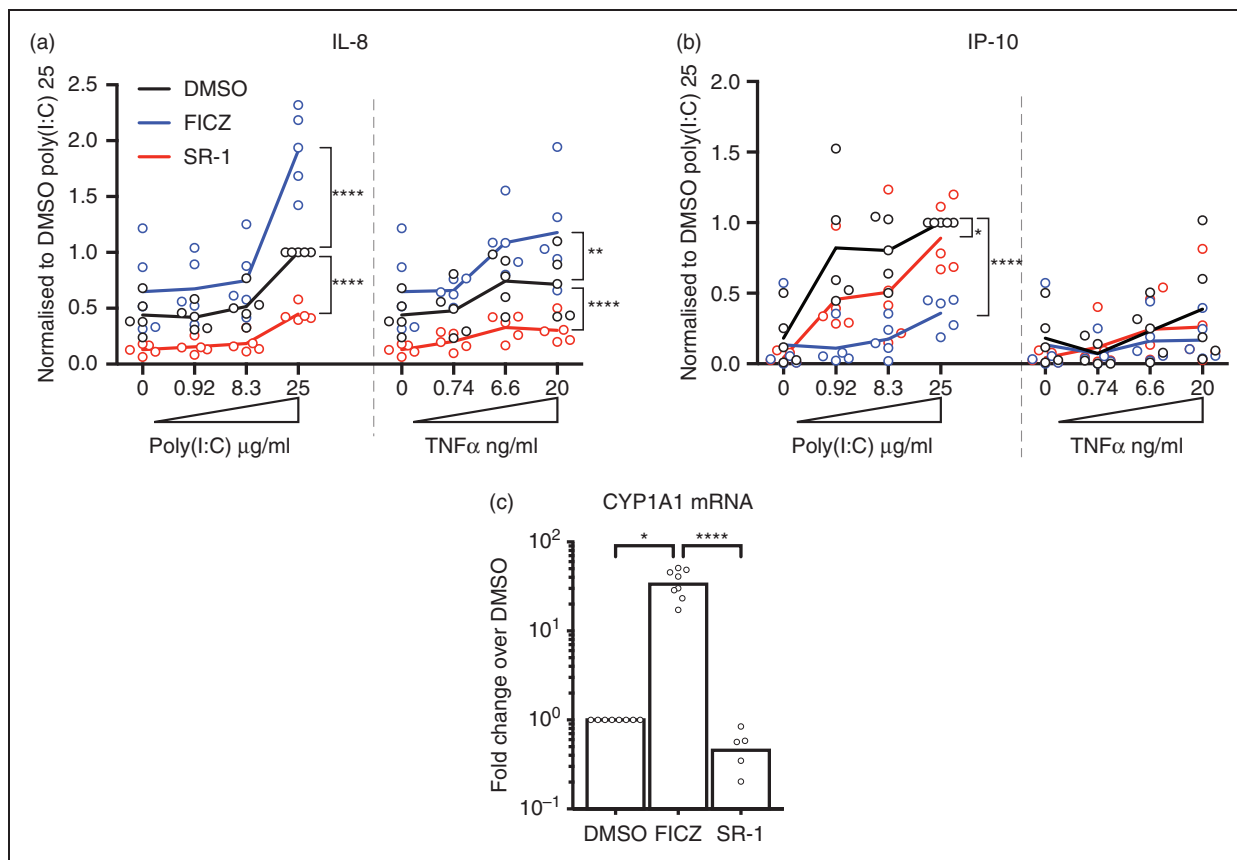 (a) IL-8
Normalised to DMSO poly(I:C) 25
2.5
2.0
1.5
1.0
0.5
0.0
DMSO
FICZ
SR-1
****
****
**
****
0 0.92 8.3 25 0 0.74 6.6 20
Poly(I:C) μg/ml TNFα ng/ml
(b) IP-10
Normalised to DMSO poly(I:C) 25
2.0
1.5
1.0
0.5
0.0
*
****
0 0.92 8.3 25 0 0.74 6.6 20
Poly(I:C) μg/ml TNFα ng/ml
(c) CYP1A1 mRNA
Fold change over DMSO
10²
10¹
10⁰
10⁻¹
* ****
DMSO FICZ SR-1